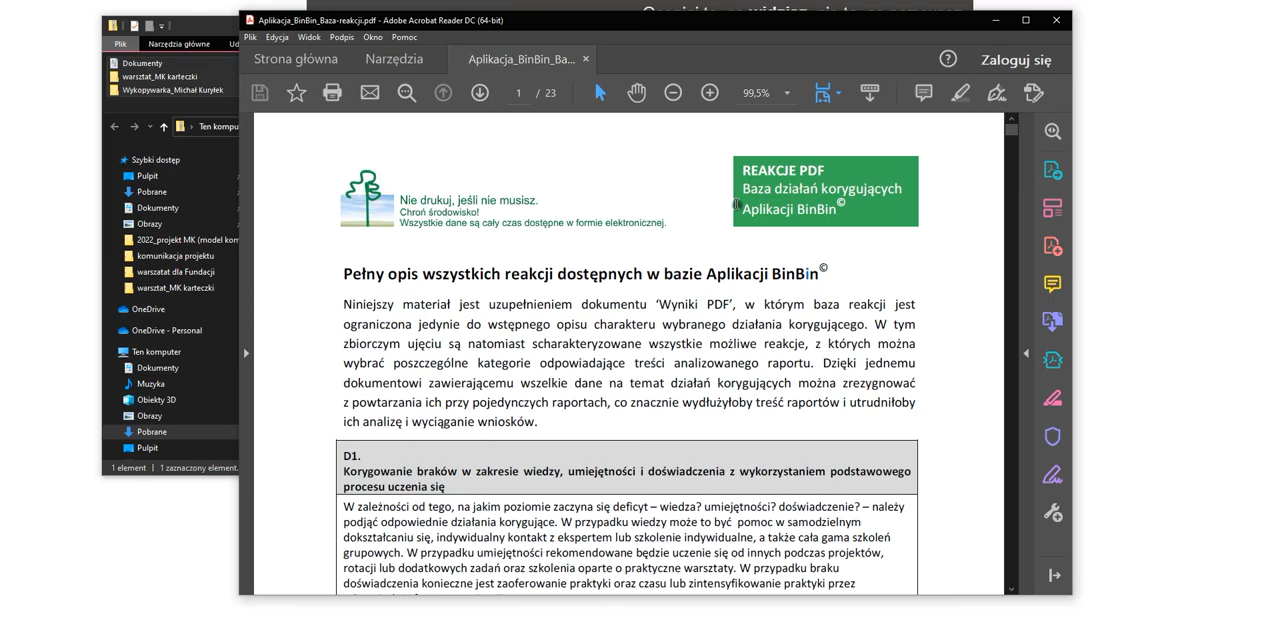 Aplikacja_BinBin_Baza-reakcji.pdf - Adobe Acrobat Reader DC (64-bit)
Plik Edycja Widok Podpis Okno Pomoc
Strona główna Narzędzia Aplikacja_BinBin_Ba... × Zaloguj się
1 / 23 99,5%
Plik Narzędzia główne
Dokumenty
warsztat_MK karteczki
Wykopywarka_Michał Kuryłek
Ten kompu
Szybki dostęp
Pulpit
Pobrane
Dokumenty
Obrazy
2022_projekt MK (model kom
komunikacja projektu
warszatat dla Fundacji
warsztat_MK karteczki
OneDrive
OneDrive - Personal
Ten komputer
Dokumenty
Muzyka
Obiekty 3D
Obrazy
Pobrane
Pulpit
1 element 1 zaznaczony element.
Nie drukuj, jeśli nie musisz.
Chroń środowisko!
Wszystkie dane są cały czas dostępne w formie elektronicznej.
REAKCJE PDF
Baza działań korygujących
Aplikacji BinBin©
Pełny opis wszystkich reakcji dostępnych w bazie Aplikacji BinBin©
Niniejszy materiał jest uzupełnieniem dokumentu ‘Wyniki PDF’, w którym baza reakcji jest
ograniczona jedynie do wstępnego opisu charakteru wybranego działania korygującego. W tym
zbiorczym ujęciu są natomiast scharakteryzowane wszystkie możliwe reakcje, z których można
wybrać poszczególne kategorie odpowiadające treści analizowanego raportu. Dzięki jednemu
dokumentowi zawierającemu wszelkie dane na temat działań korygujących można zrezygnować
z powtarzania ich przy pojedynczych raportach, co znacznie wydłużyłoby treść raportów i utrudniłoby
ich analizę i wyciąganie wniosków.
D1.
Korygowanie braków w zakresie wiedzy, umiejętności i doświadczenia z wykorzystaniem podstawowego
procesu uczenia się
W zależności od tego, na jakim poziomie zaczyna się deficyt – wiedza? umiejętności? doświadczenie? – należy
podjąć odpowiednie działania korygujące. W przypadku wiedzy może to być pomoc w samodzielnym
dokształcaniu się, indywidualny kontakt z ekspertem lub szkolenie indywidualne, a także cała gama szkoleń
grupowych. W przypadku umiejętności rekomendowane będzie uczenie się od innych podczas projektów,
rotacji lub dodatkowych zadań oraz szkolenia oparte o praktyczne warsztaty. W przypadku braku
doświadczenia konieczne jest zaoferowanie praktyki oraz czasu lub zintensyfikowanie praktyki przez